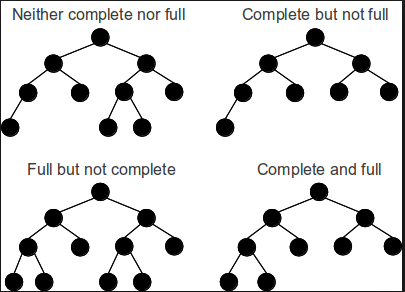 Neither complete nor full
Complete but not full
Full but not complete
Complete and full